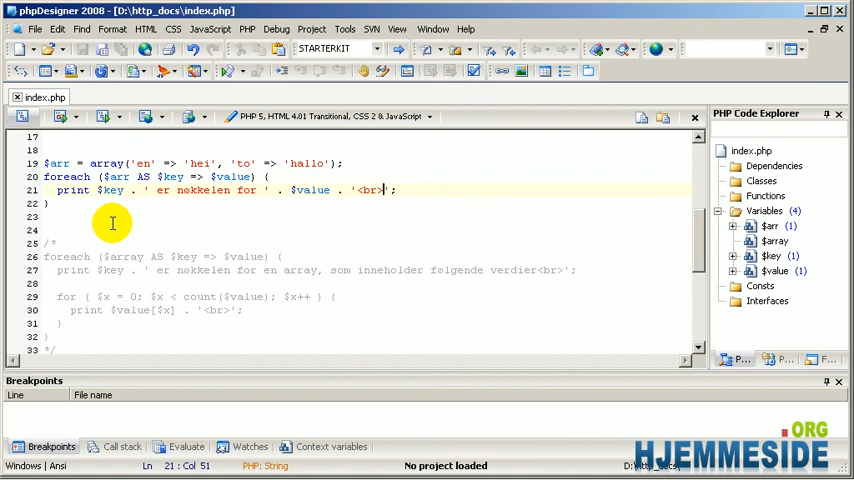 phpDesigner 2008 - [D:\http_docs\index.php]
File Edit Find Format HTML CSS JavaScript PHP Debug Project Tools SVN View Window Help
STARTERKIT
index.php
PHP 5, HTML 4.01 Transitional, CSS 2 & JavaScript
17
18
19 $arr = array('en' => 'hei', 'to' => 'hallo');
20 foreach ($arr AS $key => $value) {
21 print $key . ' er nøkkelen for ' . $value . '<br>';
22 }
23
24
25 /*
26 foreach ($array AS $key => $value) {
27 print $key . ' er nøkkelen for en array, som inneholder følgende verdier<br>';
28
29 for ( $x = 0; $x < count($value); $x++ ) {
30 print $value[$x] . '<br>';
31 }
32 }
33 */
PHP Code Explorer
index.php
Dependencies
Classes
Functions
Variables (4)
$arr (1)
$array
$key (1)
$value (1)
Consts
Interfaces
P... P... F...
Breakpoints
Line File name
Breakpoints Call stack Evaluate Watches Context variables
Windows | Ansi Ln 21 : Col 51 PHP: String No project loaded D:\http_docs\
.ORG
HJEMMESIDE